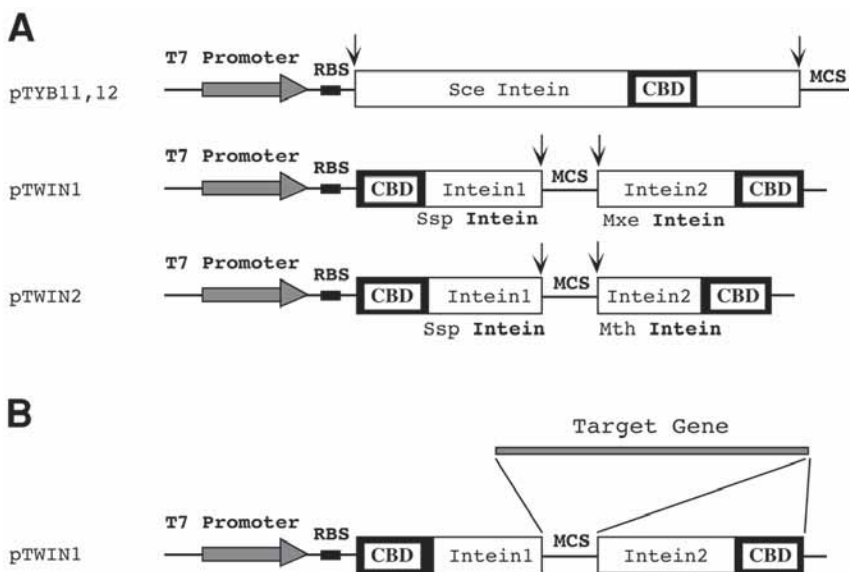 A
T7 Promoter
RBS
MCS
pTYB11,12
Sce Intein
CBD
T7 Promoter
RBS
MCS
pTWIN1
CBD
Intein1
Intein2
CBD
Ssp Intein
Mxe Intein
T7 Promoter
RBS
MCS
pTWIN2
CBD
Intein1
Intein2
CBD
Ssp Intein
Mth Intein
B
Target Gene
T7 Promoter
RBS
MCS
pTWIN1
CBD
Intein1
Intein2
CBD